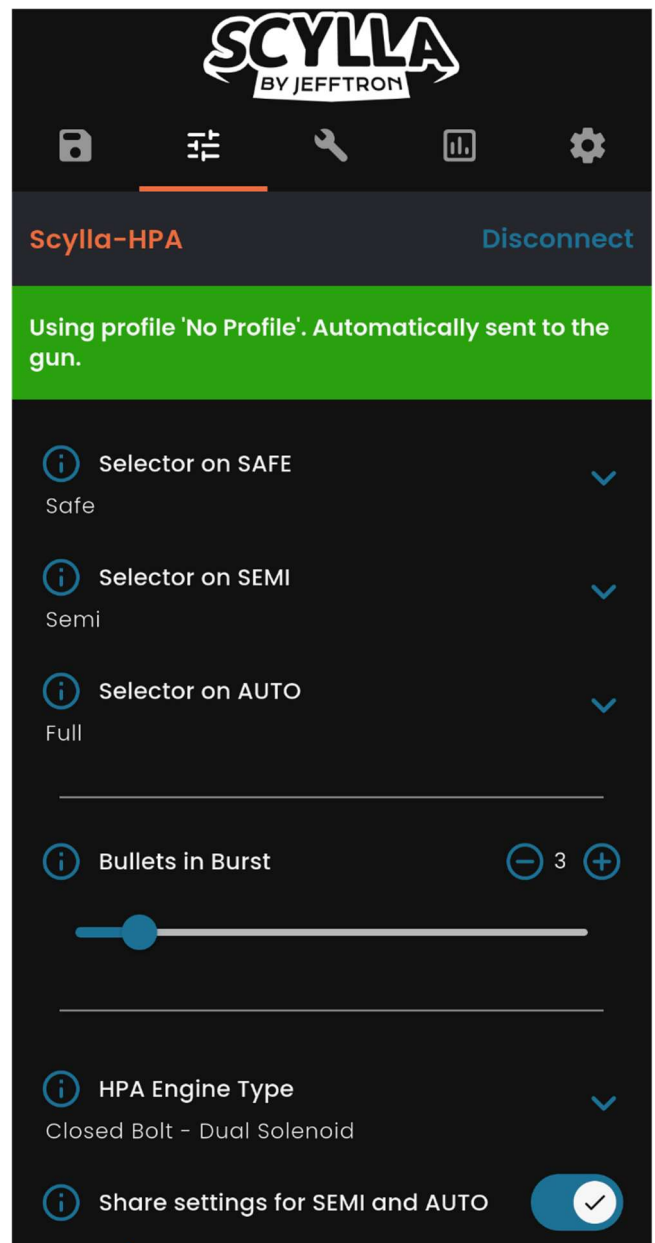 SCYLLA
BY JEFFTRON
Scylla-HPA
Disconnect
Using profile 'No Profile'. Automatically sent to the
gun.
Selector on SAFE
Safe
Selector on SEMI
Semi
Selector on AUTO
Full
Bullets in Burst
3
HPA Engine Type
Closed Bolt - Dual Solenoid
Share settings for SEMI and AUTO